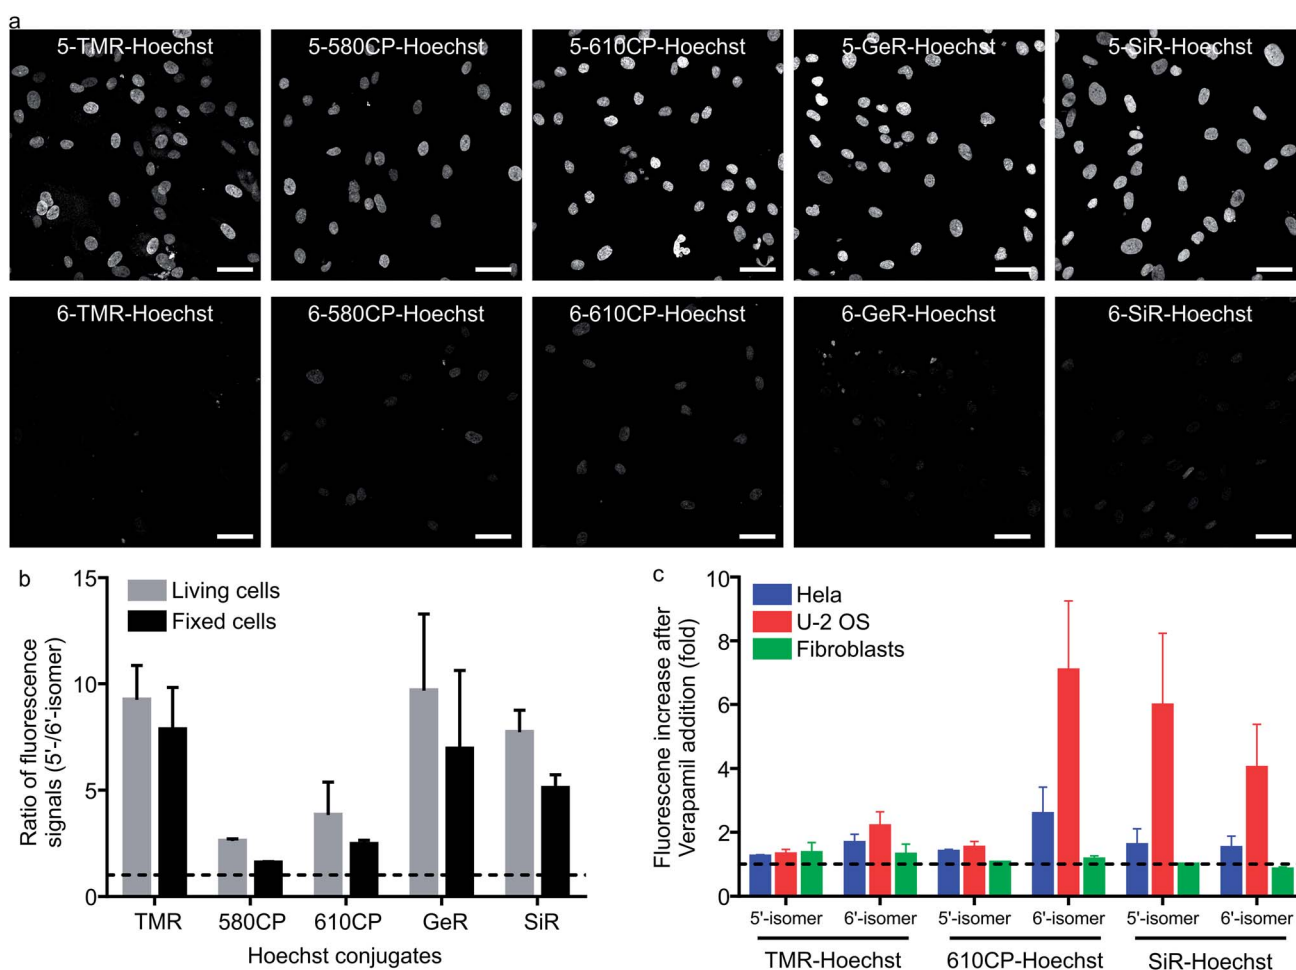 a
5-TMR-Hoechst 5-580CP-Hoechst 5-610CP-Hoechst 5-GeR-Hoechst 5-SiR-Hoechst
6-TMR-Hoechst 6-580CP-Hoechst 6-610CP-Hoechst 6-GeR-Hoechst 6-SiR-Hoechst
b
Ratio of fluorescence
signals (5'-/6'-isomer)
15
10
5
0
Living cells
Fixed cells
TMR 580CP 610CP GeR SiR
Hoechst conjugates
c
Fluorescene increase after
Verapamil addition (fold)
10
8
6
4
2
0
Hela
U-2 OS
Fibroblasts
5'-isomer 6'-isomer 5'-isomer 6'-isomer 5'-isomer 6'-isomer
TMR-Hoechst 610CP-Hoechst SiR-Hoechst